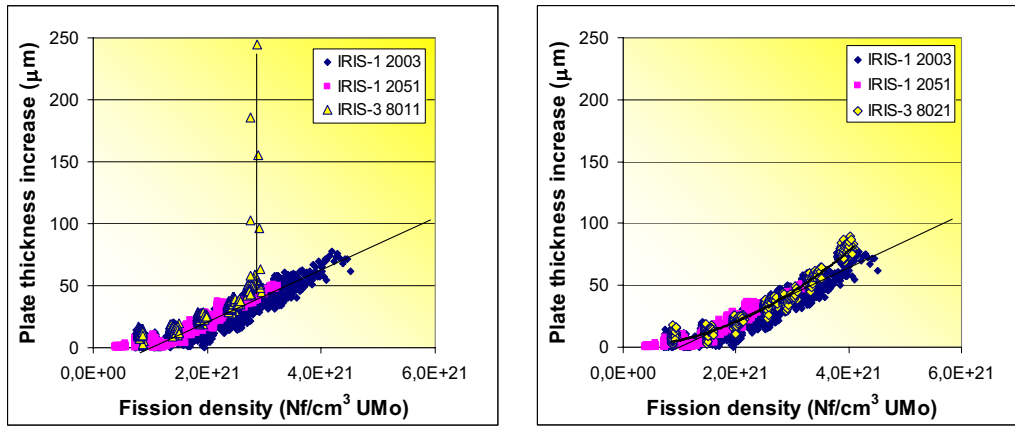 250
200
150
100
50
0
Plate thickness increase (μm)
IRIS-1 2003
IRIS-1 2051
IRIS-3 8011
0,0E+00 2,0E+21 4,0E+21 6,0E+21
Fission density (Nf/cm³ UMo)
250
200
150
100
50
0
Plate thickness increase (μm)
IRIS-1 2003
IRIS-1 2051
IRIS-3 8021
0,0E+00 2,0E+21 4,0E+21 6,0E+21
Fission density (Nf/cm³ UMo)